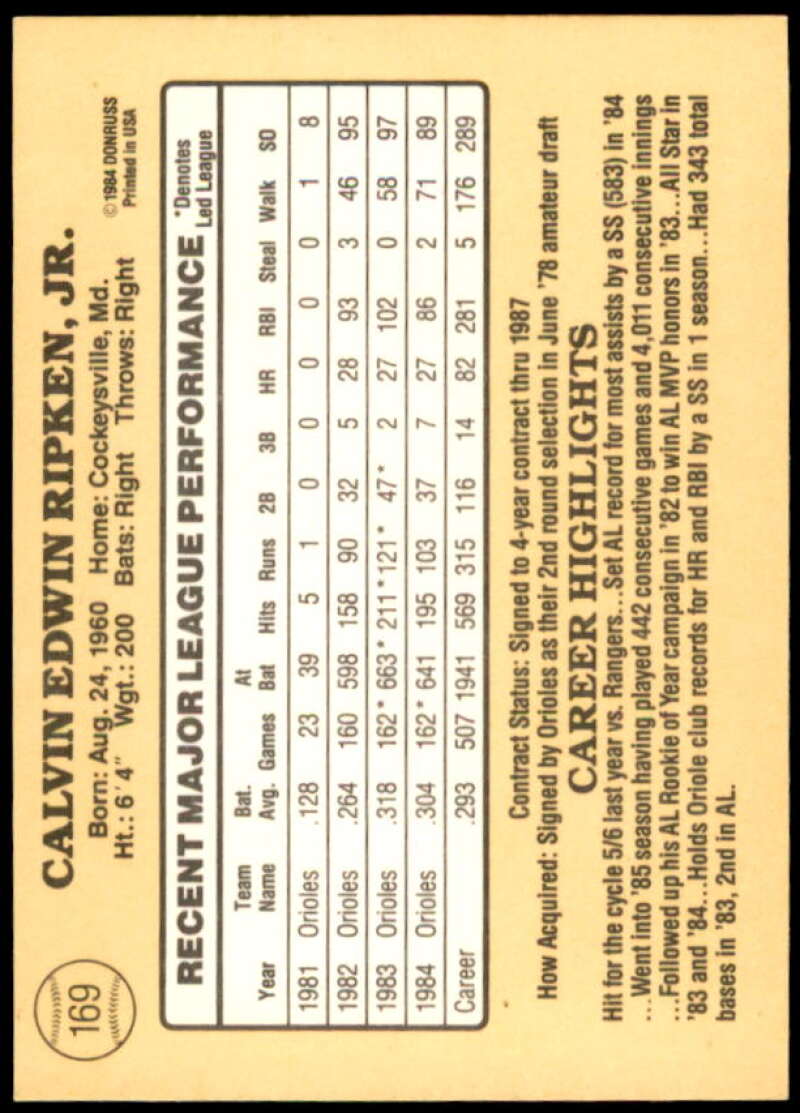 169
CALVIN EDWIN RIPKEN, JR.
Born: Aug. 24, 1960 Home: Cockeysville, Md.
Ht.: 6'4" Wgt.: 200 Bats: Right Throws: Right
© 1984 DONRUSS
Printed in USA
RECENT MAJOR LEAGUE PERFORMANCE *Denotes Led League
Year Team Name Bat. Avg. Games At Bat Hits Runs 2B 3B HR RBI Steal Walk SO
1981 Orioles .128 23 39 5 1 0 0 0 0 0 1 8
1982 Orioles .264 160 598 158 90 32 5 28 93 3 46 95
1983 Orioles .318 162* 663* 211* 121* 47* 2 27 102 0 58 97
1984 Orioles .304 162* 641 195 103 37 7 27 86 2 71 89
Career .293 507 1941 569 315 116 14 82 281 5 176 289
Contract Status: Signed to 4-year contract thru 1987
How Acquired: Signed by Orioles as their 2nd round selection in June '78 amateur draft
CAREER HIGHLIGHTS
Hit for the cycle 5/6 last year vs. Rangers...Set AL record for most assists by a SS (583) in '84
...Went into '85 season having played 442 consecutive games and 4,011 consecutive innings
...Followed up his AL Rookie of Year campaign in '82 to win AL MVP honors in '83...All Star in
'83 and '84...Holds Oriole club records for HR and RBI by a SS in 1 season...Had 343 total
bases in '83, 2nd in AL.